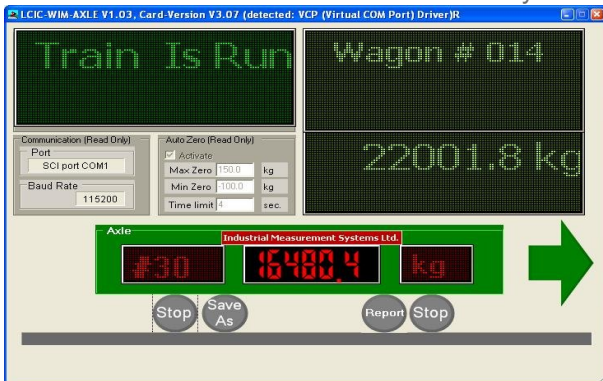 LCIC-WIM-AXLE V1.03, Card-Version V3.07 (detected: VCP (Virtual COM Port) Driver)R
Train Is Run
Wagon # 014
22001.8 kg
Communication (Read Only)
Port
SCI port COM1
Baud Rate
115200
Auto Zero (Read Only)
Activate
Max Zero 150.0 kg
Min Zero -100.0 kg
Time limit 4 sec.
Axle
Industrial Measurement Systems Ltd.
#30 16480.4 kg
Stop
Save As
Report
Stop